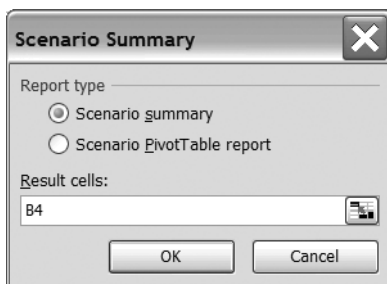 Scenario Summary
Report type
Scenario summary
Scenario PivotTable report
Result cells:
B4
OK
Cancel